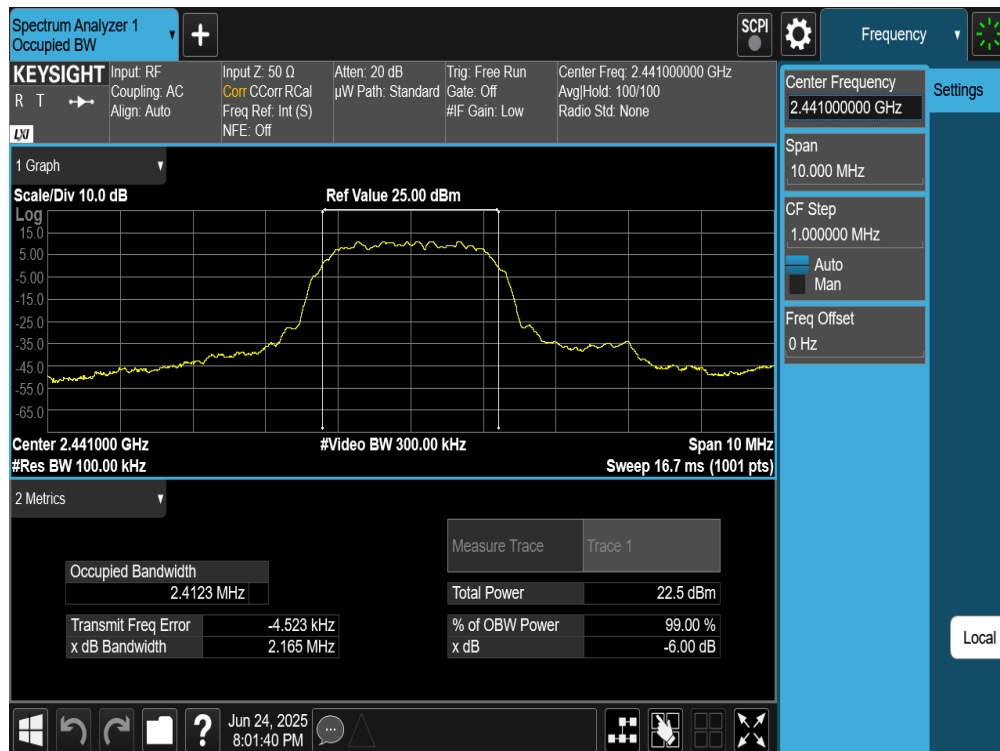 Spectrum Analyzer 1
Occupied BW
+
SCPI
Frequency
KEYSIGHT
R T
LXI
Input: RF
Coupling: AC
Align: Auto
Input Z: 50 Ω
Corr CCorr RCal
Freq Ref: Int (S)
NFE: Off
Atten: 20 dB
µW Path: Standard
Trig: Free Run
Gate: Off
#IF Gain: Low
Center Freq: 2.441000000 GHz
Avg|Hold: 100/100
Radio Std: None
Center Frequency
2.441000000 GHz
Settings
Span
10.000 MHz
CF Step
1.000000 MHz
Auto
Man
Freq Offset
0 Hz
Local
1 Graph
Scale/Div 10.0 dB
Ref Value 25.00 dBm
Log
15.0
5.00
-5.00
-15.0
-25.0
-35.0
-45.0
-55.0
-65.0
Center 2.441000 GHz
#Video BW 300.00 kHz
Span 10 MHz
#Res BW 100.00 kHz
Sweep 16.7 ms (1001 pts)
2 Metrics
Measure Trace Trace 1
Occupied Bandwidth
2.4123 MHz
Total Power 22.5 dBm
Transmit Freq Error -4.523 kHz
% of OBW Power 99.00 %
x dB Bandwidth 2.165 MHz
x dB -6.00 dB
?
Jun 24, 2025
8:01:40 PM